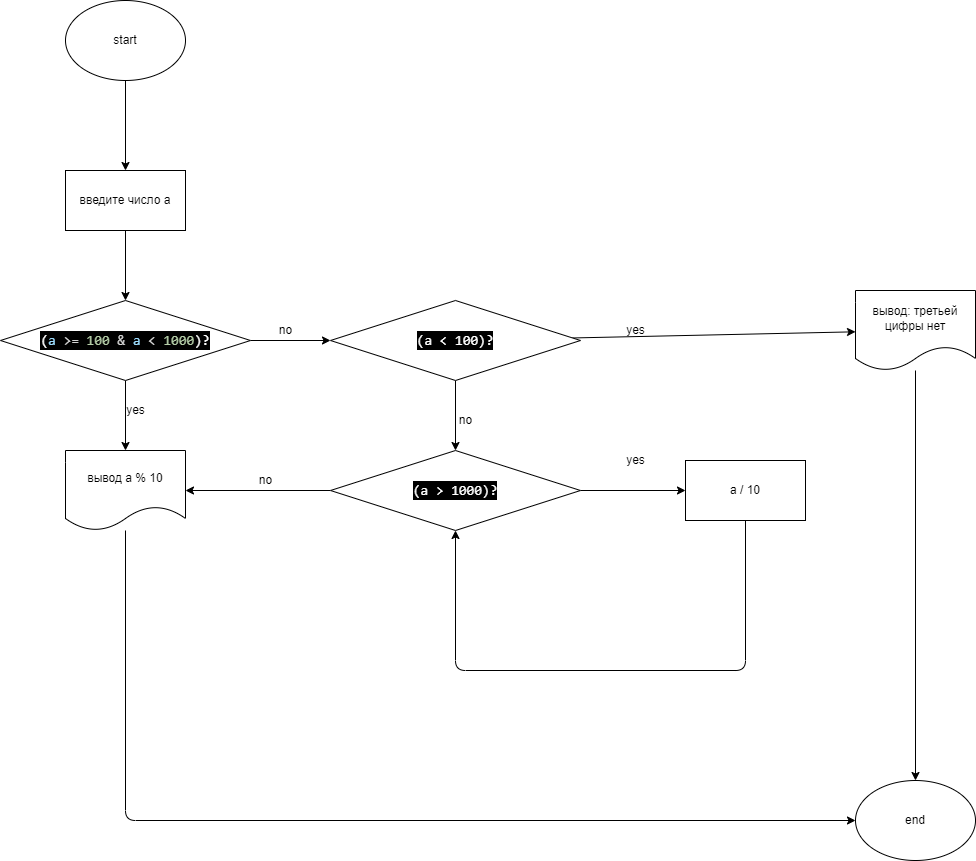 start
введите число a
(a >= 100 & a < 1000)?
no
(a < 100)?
yes
вывод: третьей
цифры нет
yes
no
вывод a % 10
no
(a > 1000)?
yes
a / 10
end